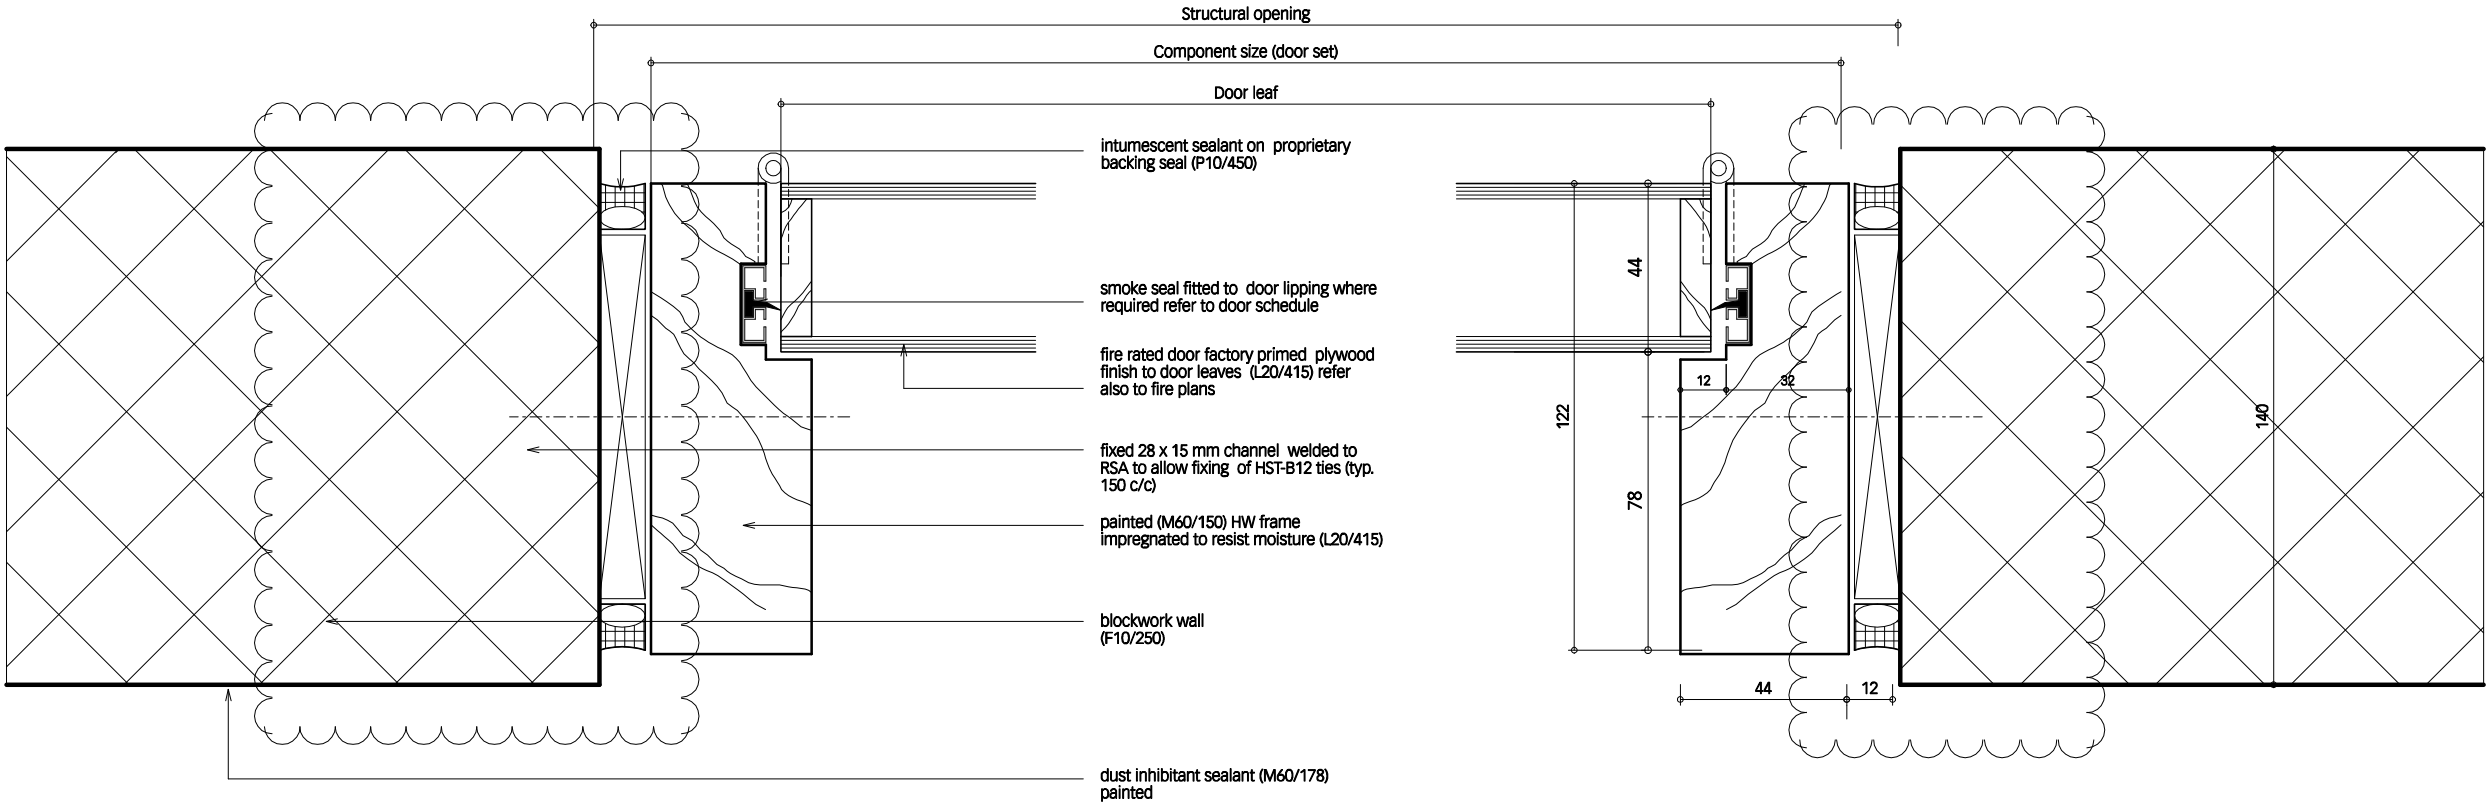 Structural opening
Component size (door set)
Door leaf
intumescent sealant on proprietary
backing seal (P10/450)
smoke seal fitted to door lipping where
required refer to door schedule
fire rated door factory primed plywood
finish to door leaves (L20/415) refer
also to fire plans
fixed 28 x 15 mm channel welded to
RSA to allow fixing of HST-B12 ties (typ.
150 c/c)
painted (M60/150) HW frame
impregnated to resist moisture (L20/415)
blockwork wall
(F10/250)
dust inhibitant sealant (M60/178)
painted
44
12
32
122
140
78
44
12